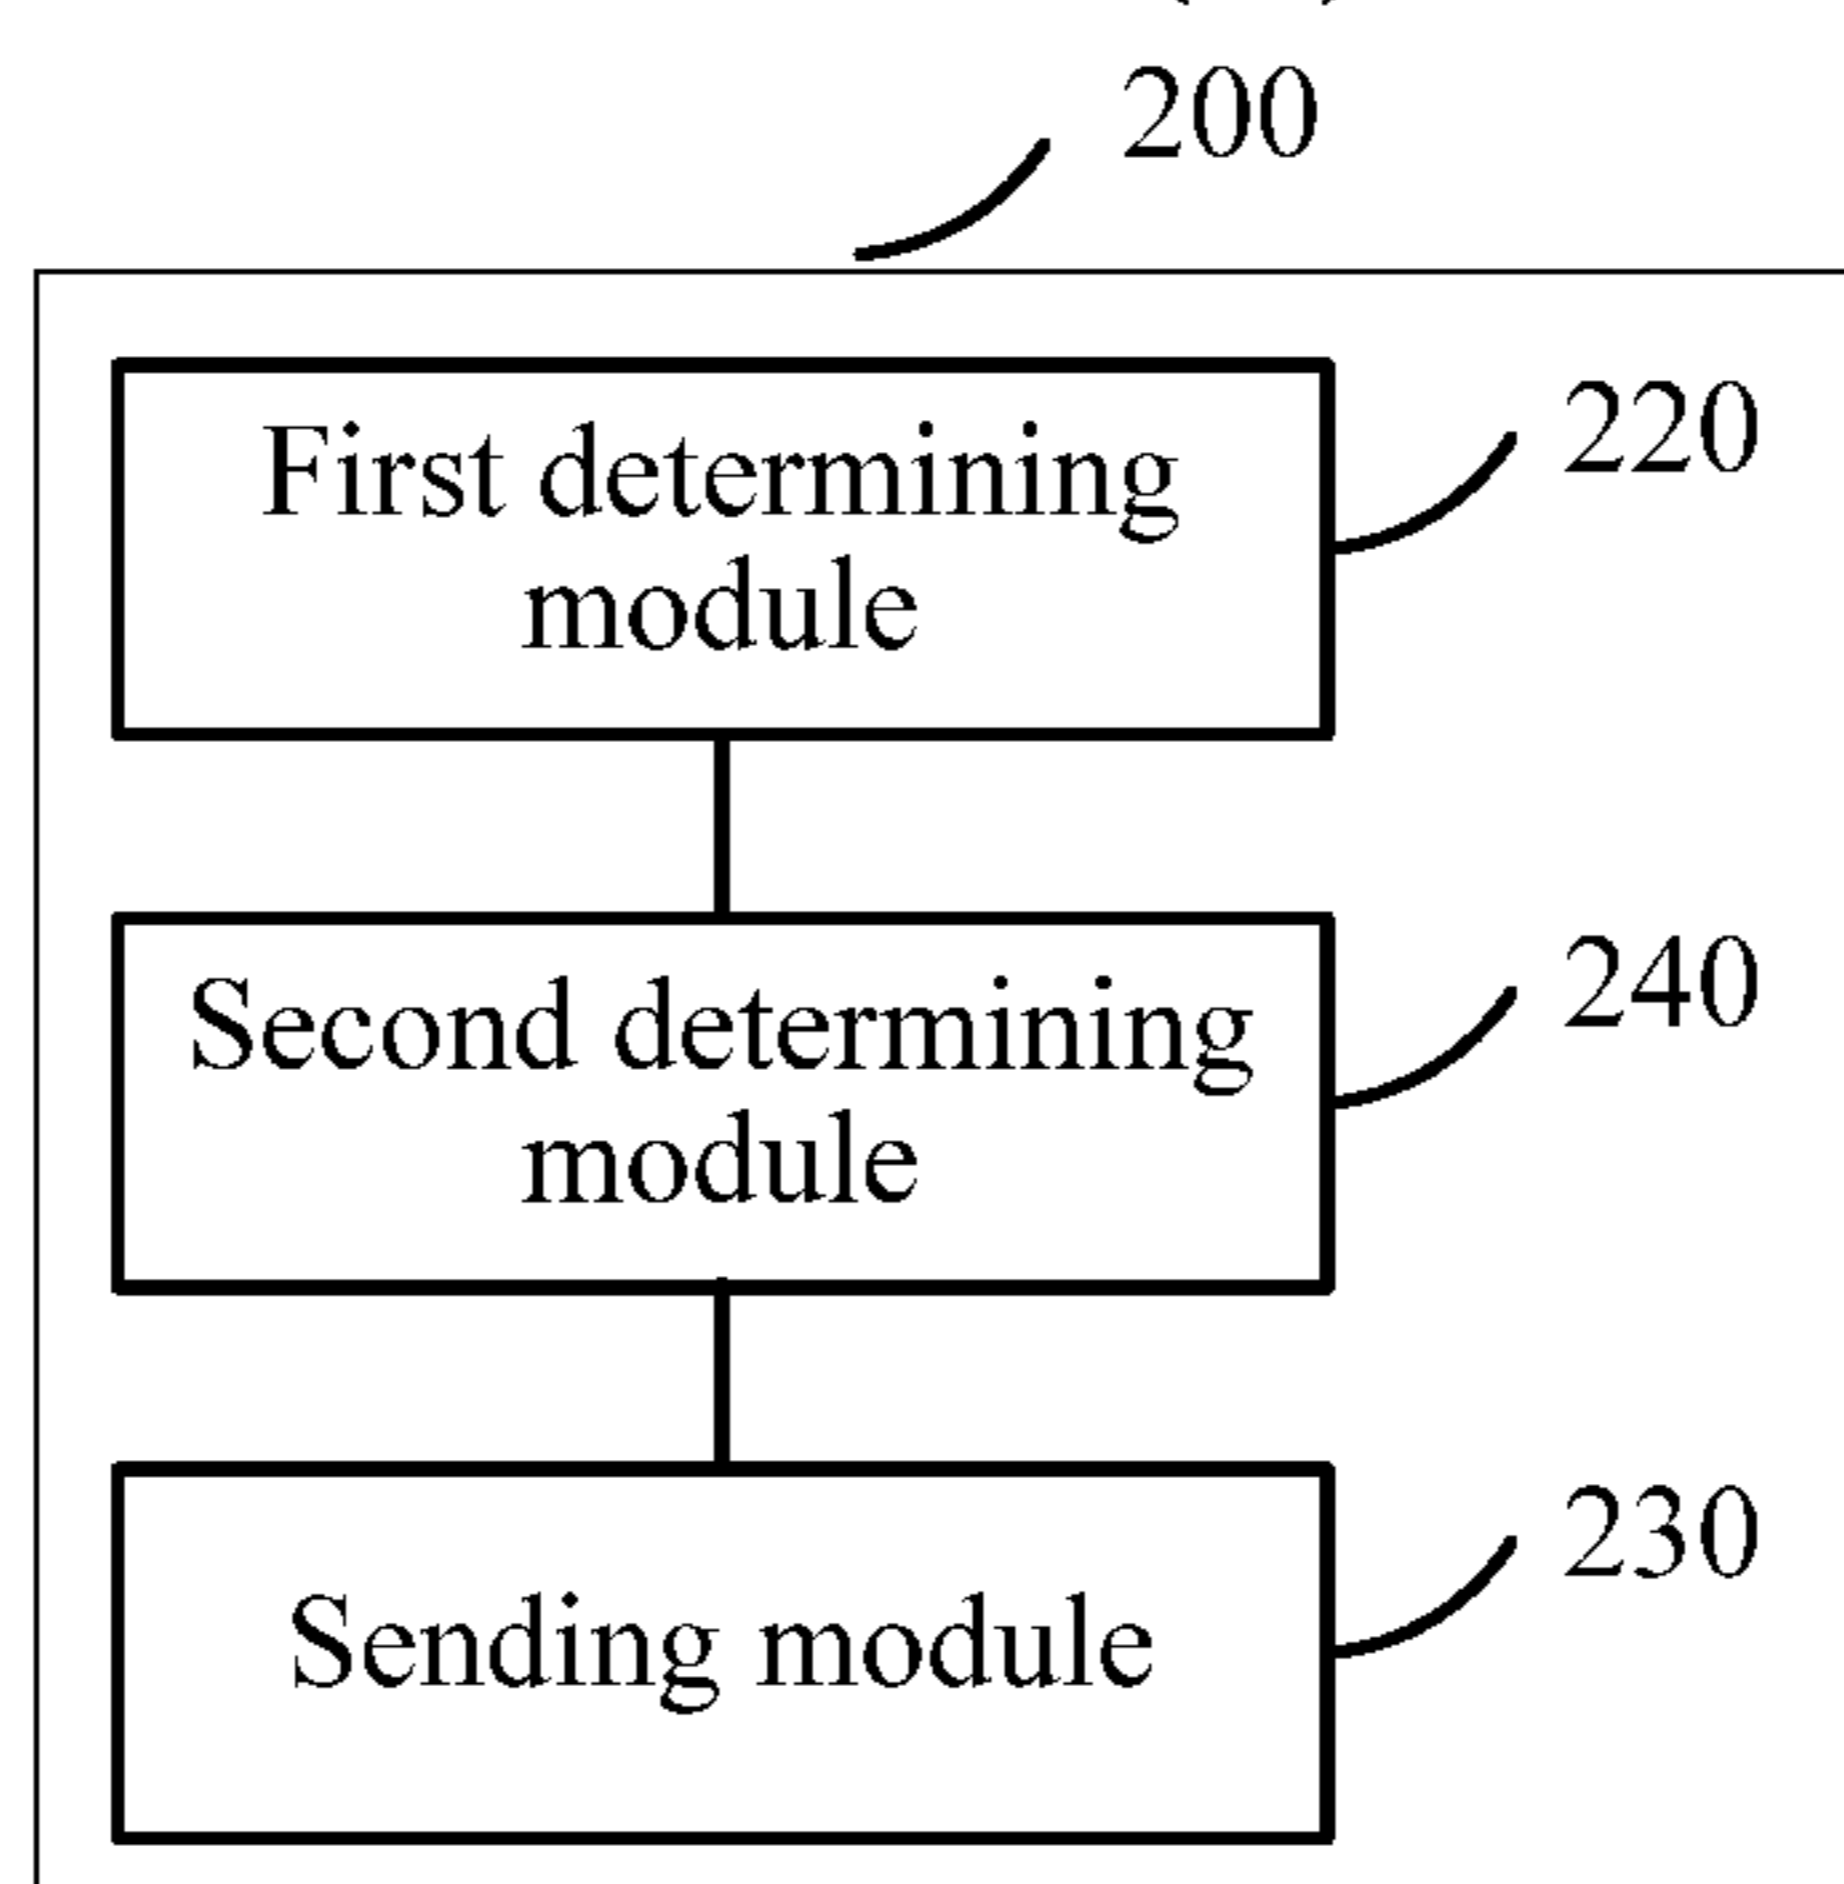 200
First determining
module
220
Second determining
module
240
Sending module
230